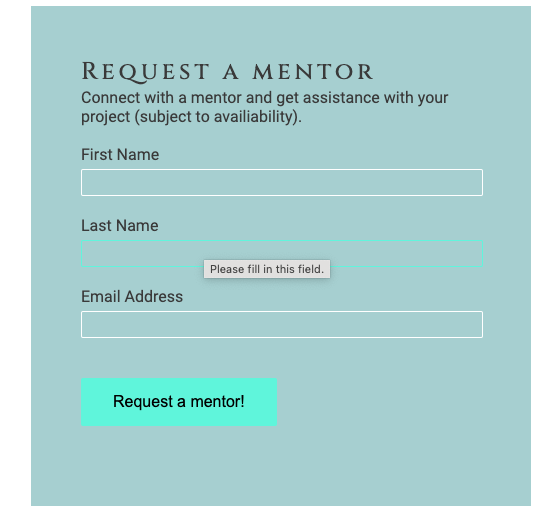 Request a mentor
Connect with a mentor and get assistance with your
project (subject to availiability).
First Name
Last Name
Please fill in this field.
Email Address
Request a mentor!